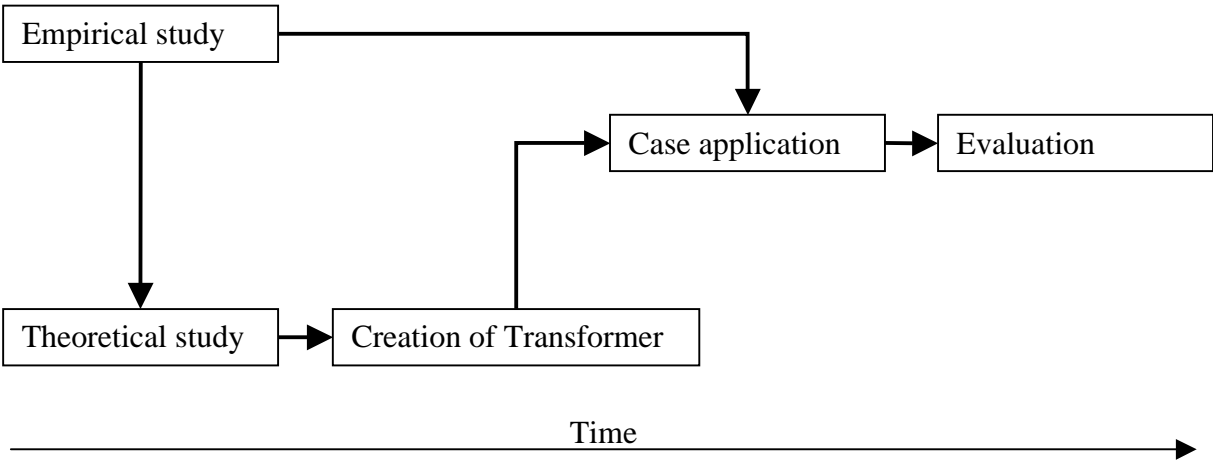 Empirical study
Case application
Evaluation
Theoretical study
Creation of Transformer
Time